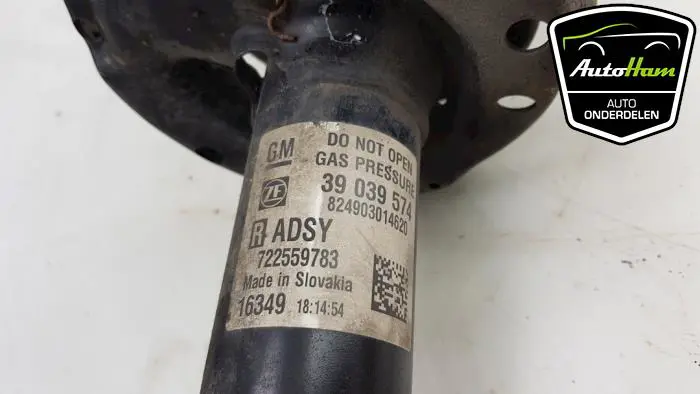 AutoHam
AUTO
ONDERDELEN
GM
DO NOT OPEN
GAS PRESSURE
ZF
39 039 574
824903014620
R ADSY
722559783
Made in Slovakia
16349 18:14:54